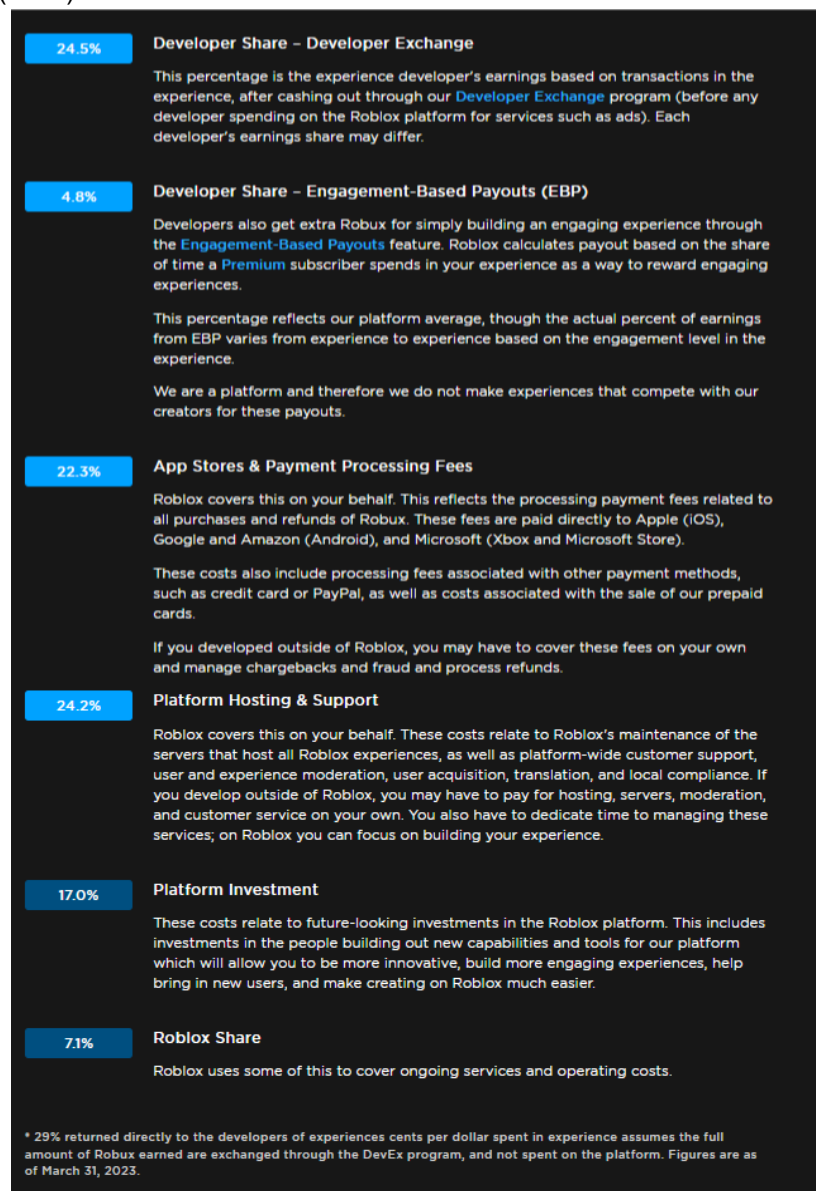 24.5%
Developer Share – Developer Exchange
This percentage is the experience developer's earnings based on transactions in the
experience, after cashing out through our Developer Exchange program (before any
developer spending on the Roblox platform for services such as ads). Each
developer's earnings share may differ.
4.8%
Developer Share – Engagement-Based Payouts (EBP)
Developers also get extra Robux for simply building an engaging experience through
the Engagement-Based Payouts feature. Roblox calculates payout based on the share
of time a Premium subscriber spends in your experience as a way to reward engaging
experiences.
This percentage reflects our platform average, though the actual percent of earnings
from EBP varies from experience to experience based on the engagement level in the
experience.
We are a platform and therefore we do not make experiences that compete with our
creators for these payouts.
22.3%
App Stores & Payment Processing Fees
Roblox covers this on your behalf. This reflects the processing payment fees related to
all purchases and refunds of Robux. These fees are paid directly to Apple (iOS),
Google and Amazon (Android), and Microsoft (Xbox and Microsoft Store).
These costs also include processing fees associated with other payment methods,
such as credit card or PayPal, as well as costs associated with the sale of our prepaid
cards.
If you developed outside of Roblox, you may have to cover these fees on your own
and manage chargebacks and fraud and process refunds.
24.2%
Platform Hosting & Support
Roblox covers this on your behalf. These costs relate to Roblox's maintenance of the
servers that host all Roblox experiences, as well as platform-wide customer support,
user and experience moderation, user acquisition, translation, and local compliance. If
you develop outside of Roblox, you may have to pay for hosting, servers, moderation,
and customer service on your own. You also have to dedicate time to managing these
services; on Roblox you can focus on building your experience.
17.0%
Platform Investment
These costs relate to future-looking investments in the Roblox platform. This includes
investments in the people building out new capabilities and tools for our platform
which will allow you to be more innovative, build more engaging experiences, help
bring in new users, and make creating on Roblox much easier.
7.1%
Roblox Share
Roblox uses some of this to cover ongoing services and operating costs.
* 29% returned directly to the developers of experiences cents per dollar spent in experience assumes the full
amount of Robux earned are exchanged through the DevEx program, and not spent on the platform. Figures are as
of March 31, 2023.